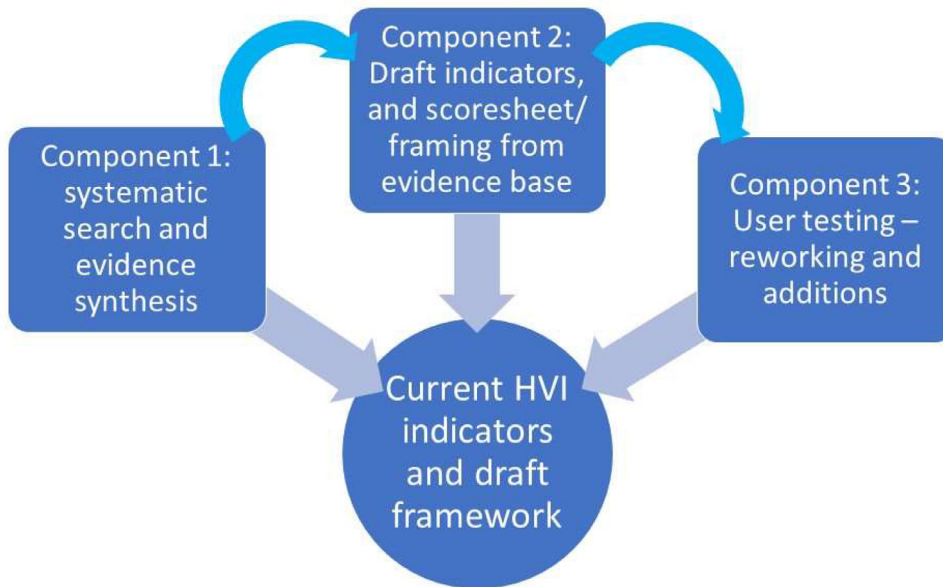 Component 1:
systematic
search and
evidence
synthesis
Component 2:
Draft indicators,
and scoresheet/
framing from
evidence base
Component 3:
User testing –
reworking and
additions
Current HVI
indicators
and draft
framework